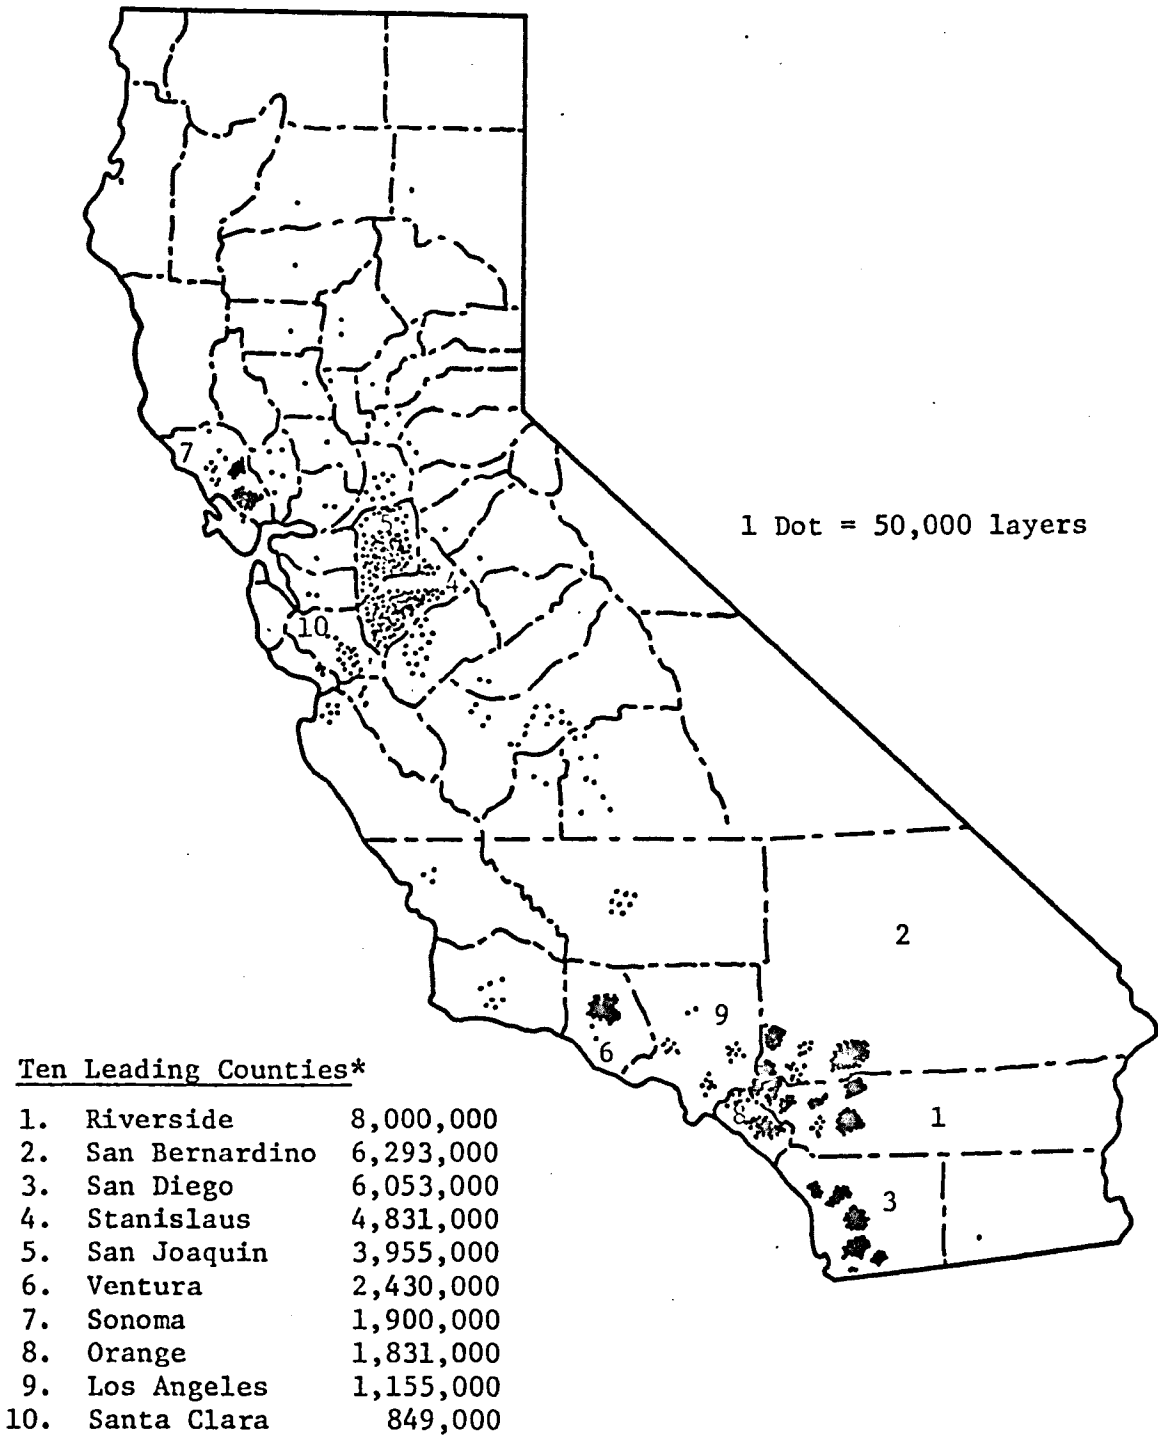 7
5
1 Dot = 50,000 layers
4
10
2
9
6
8
1
3
Ten Leading Counties*
1. Riverside 8,000,000
2. San Bernardino 6,293,000
3. San Diego 6,053,000
4. Stanislaus 4,831,000
5. San Joaquin 3,955,000
6. Ventura 2,430,000
7. Sonoma 1,900,000
8. Orange 1,831,000
9. Los Angeles 1,155,000
10. Santa Clara 849,000